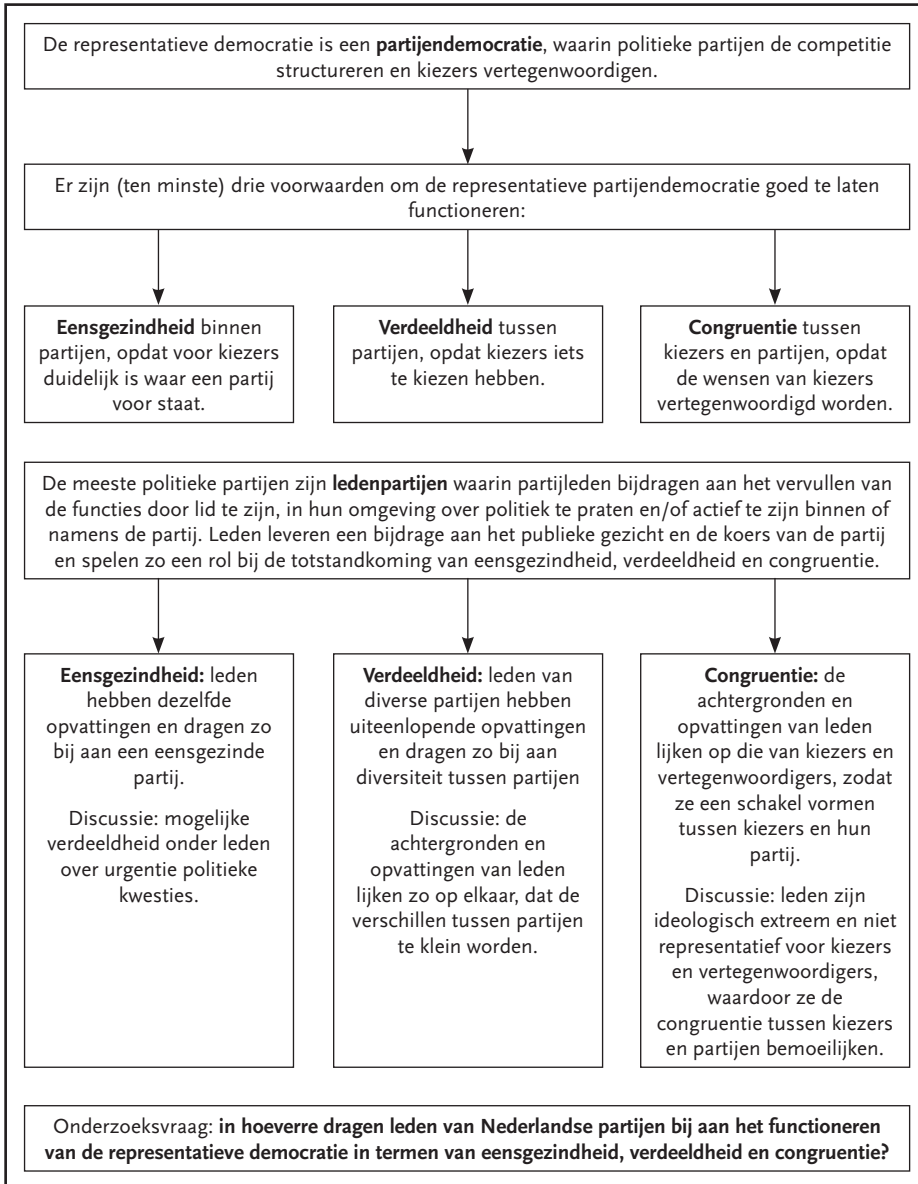 De representatieve democratie is een partijendemocratie, waarin politieke partijen de competitie
structureren en kiezers vertegenwoordigen.
Er zijn (ten minste) drie voorwaarden om de representatieve partijendemocratie goed te laten
functioneren:
Eensgezindheid binnen
partijen, opdat voor kiezers
duidelijk is waar een partij
voor staat.
Verdeeldheid tussen
partijen, opdat kiezers iets
te kiezen hebben.
Congruentie tussen
kiezers en partijen, opdat
de wensen van kiezers
vertegenwoordigd worden.
De meeste politieke partijen zijn ledenpartijen waarin partijleden bijdragen aan het vervullen van
de functies door lid te zijn, in hun omgeving over politiek te praten en/of actief te zijn binnen of
namens de partij. Leden leveren een bijdrage aan het publieke gezicht en de koers van de partij
en spelen zo een rol bij de totstandkoming van eensgezindheid, verdeeldheid en congruentie.
Eensgezindheid: leden
hebben dezelfde
opvattingen en dragen zo
bij aan een eensgezinde
partij.
Discussie: mogelijke
verdeeldheid onder leden
over urgentie politieke
kwesties.
Verdeeldheid: leden van
diverse partijen hebben
uiteenlopende opvattingen
en dragen zo bij aan
diversiteit tussen partijen
Discussie: de
achtergronden en
opvattingen van leden
lijken zo op elkaar, dat de
verschillen tussen partijen
te klein worden.
Congruentie: de
achtergronden en
opvattingen van leden
lijken op die van kiezers en
vertegenwoordigers, zodat
ze een schakel vormen
tussen kiezers en hun
partij.
Discussie: leden zijn
ideologisch extreem en niet
representatief voor kiezers
en vertegenwoordigers,
waardoor ze de
congruentie tussen kiezers
en partijen bemoeilijken.
Onderzoeksvraag: in hoeverre dragen leden van Nederlandse partijen bij aan het functioneren
van de representatieve democratie in termen van eensgezindheid, verdeeldheid en congruentie?